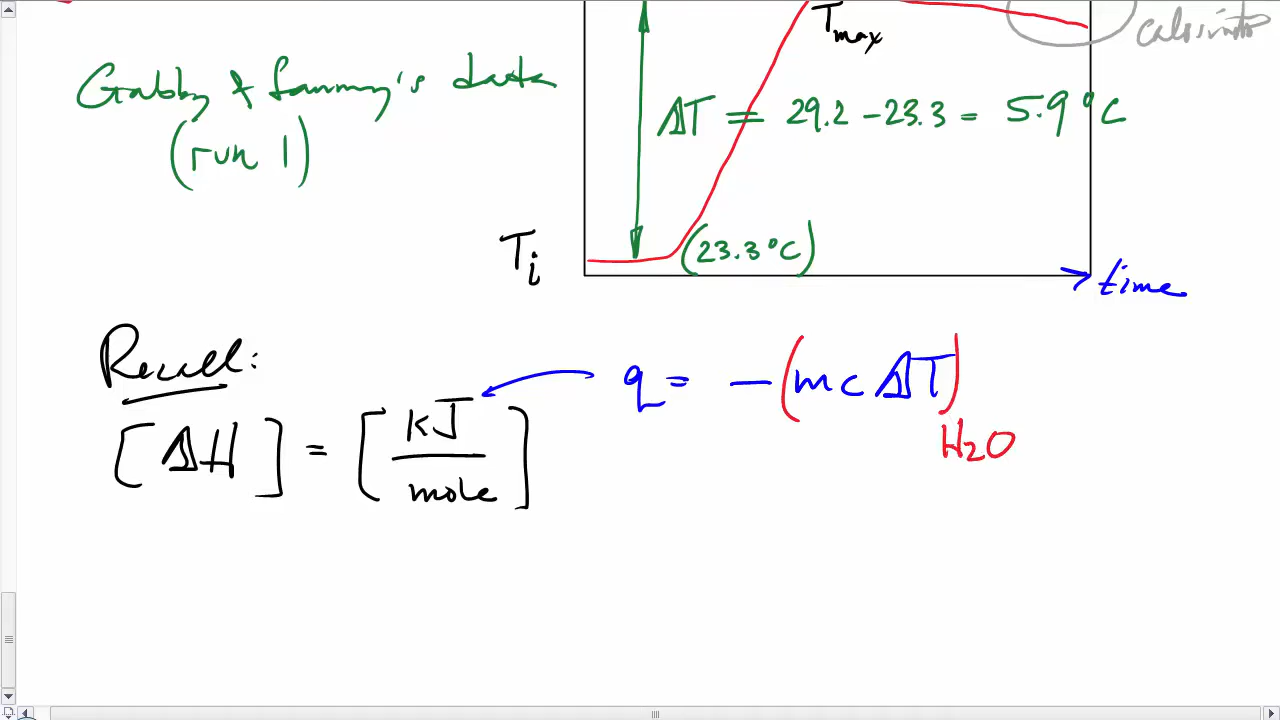 Tmax
Gabby & Sammy's data
(run 1)
ΔT = 29.2 - 23.3 = 5.9°C
Ti
(23.3°C)
time
Recall:
q = - (mcΔT)H2O
[ΔH] = [kJ/mole]